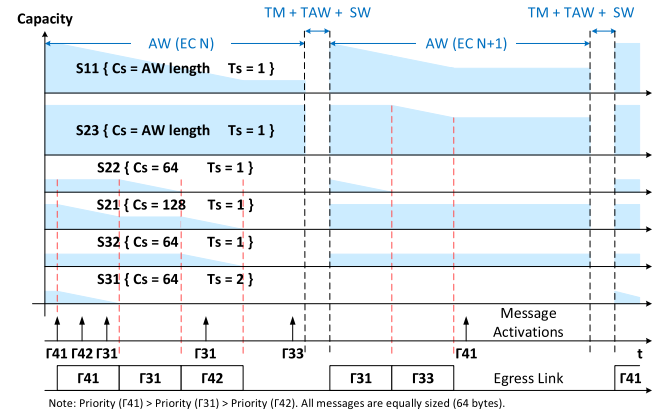 TM + TAW + SW TM + TAW + SW
Capacity
AW (EC N) AW (EC N+1)
S11 { Cs = AW length Ts = 1 }
S23 { Cs = AW length Ts = 1 }
S22 { Cs = 64 Ts = 1 }
S21 { Cs = 128 Ts = 1 }
S32 { Cs = 64 Ts = 1 }
S31 { Cs = 64 Ts = 2 }
Message
Activations
Γ41 Γ42 Γ31 Γ31 Γ33 Γ41 t
Γ41 Γ31 Γ42 Γ31 Γ33 Egress Link Γ41
Note: Priority (Γ41) > Priority (Γ31) > Priority (Γ42). All messages are equally sized (64 bytes).